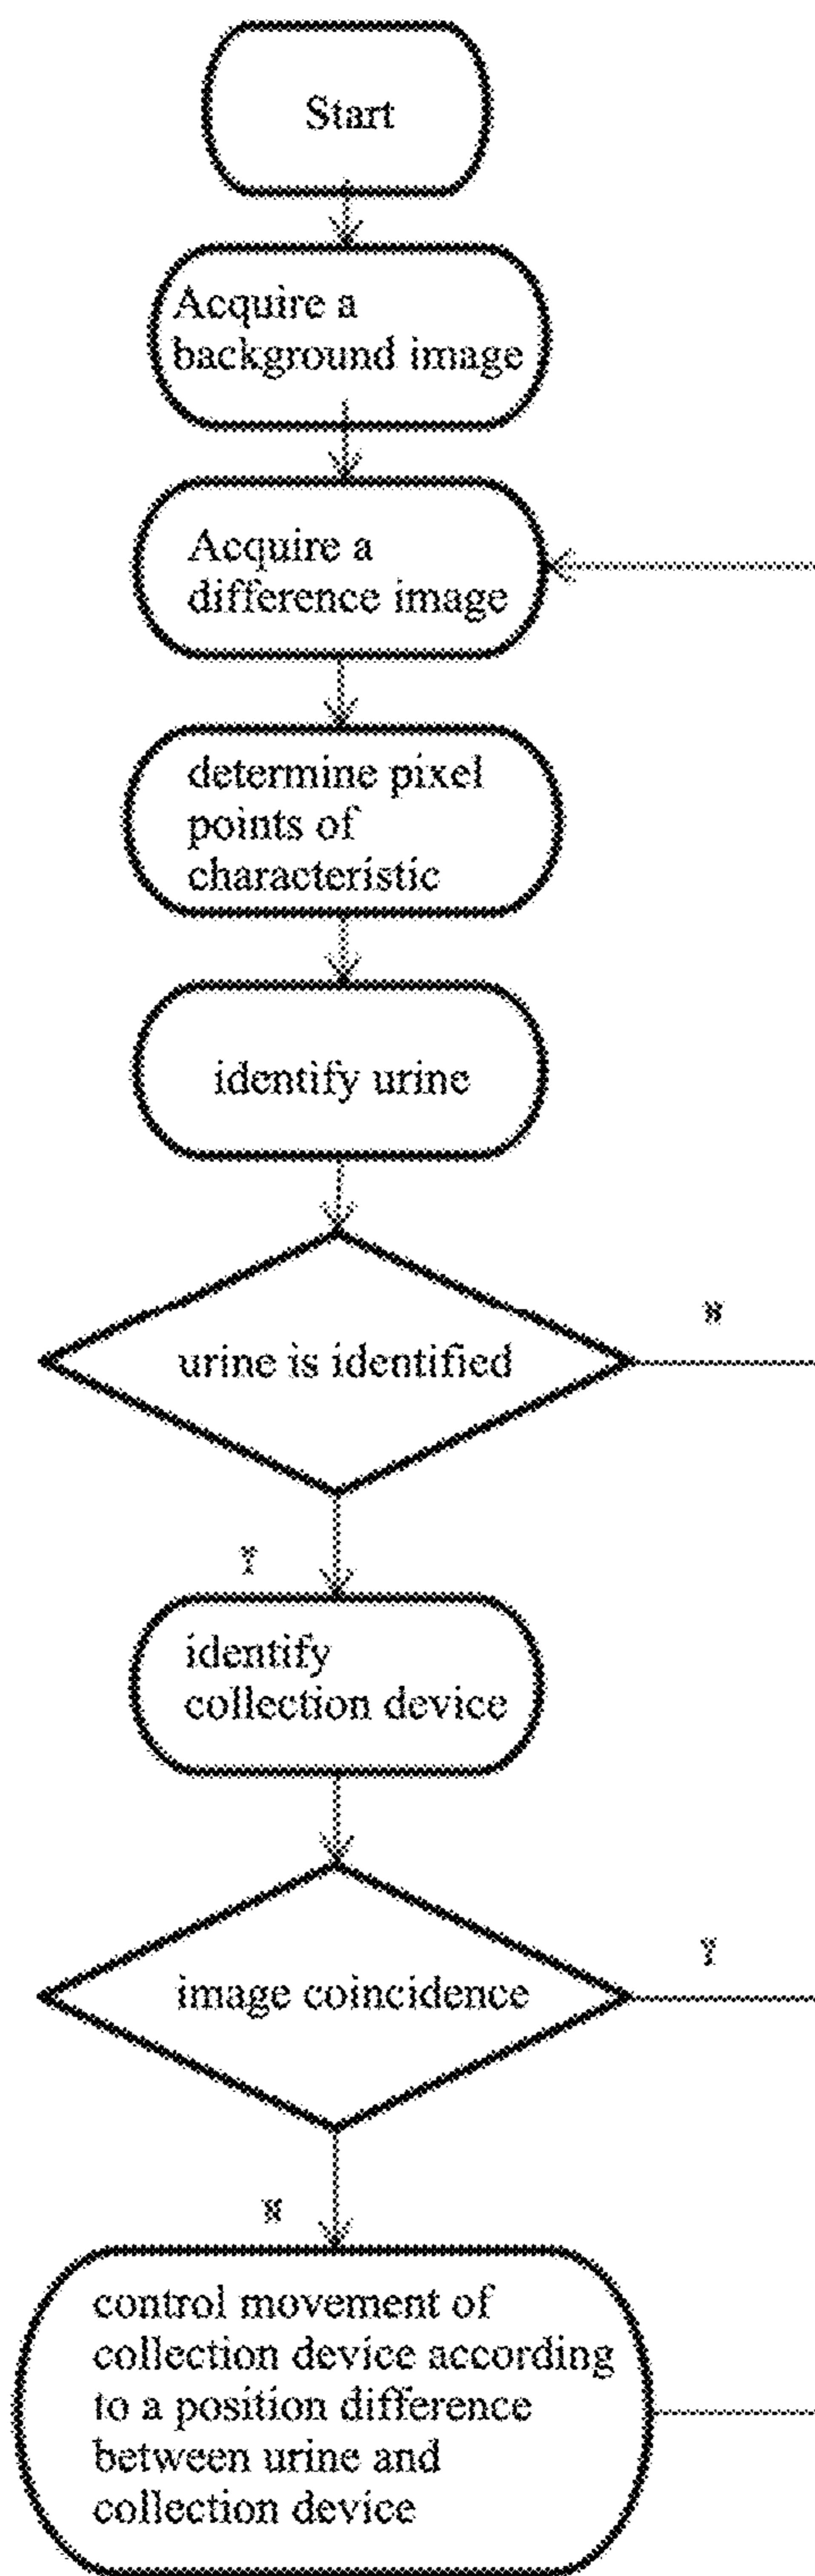 Start
Acquire a
background image
Acquire a
difference image
determine pixel
points of
characteristic
identify urine
urine is identified
N
Y
identify
collection device
image coincidence
Y
N
control movement of
collection device according
to a position difference
between urine and
collection device